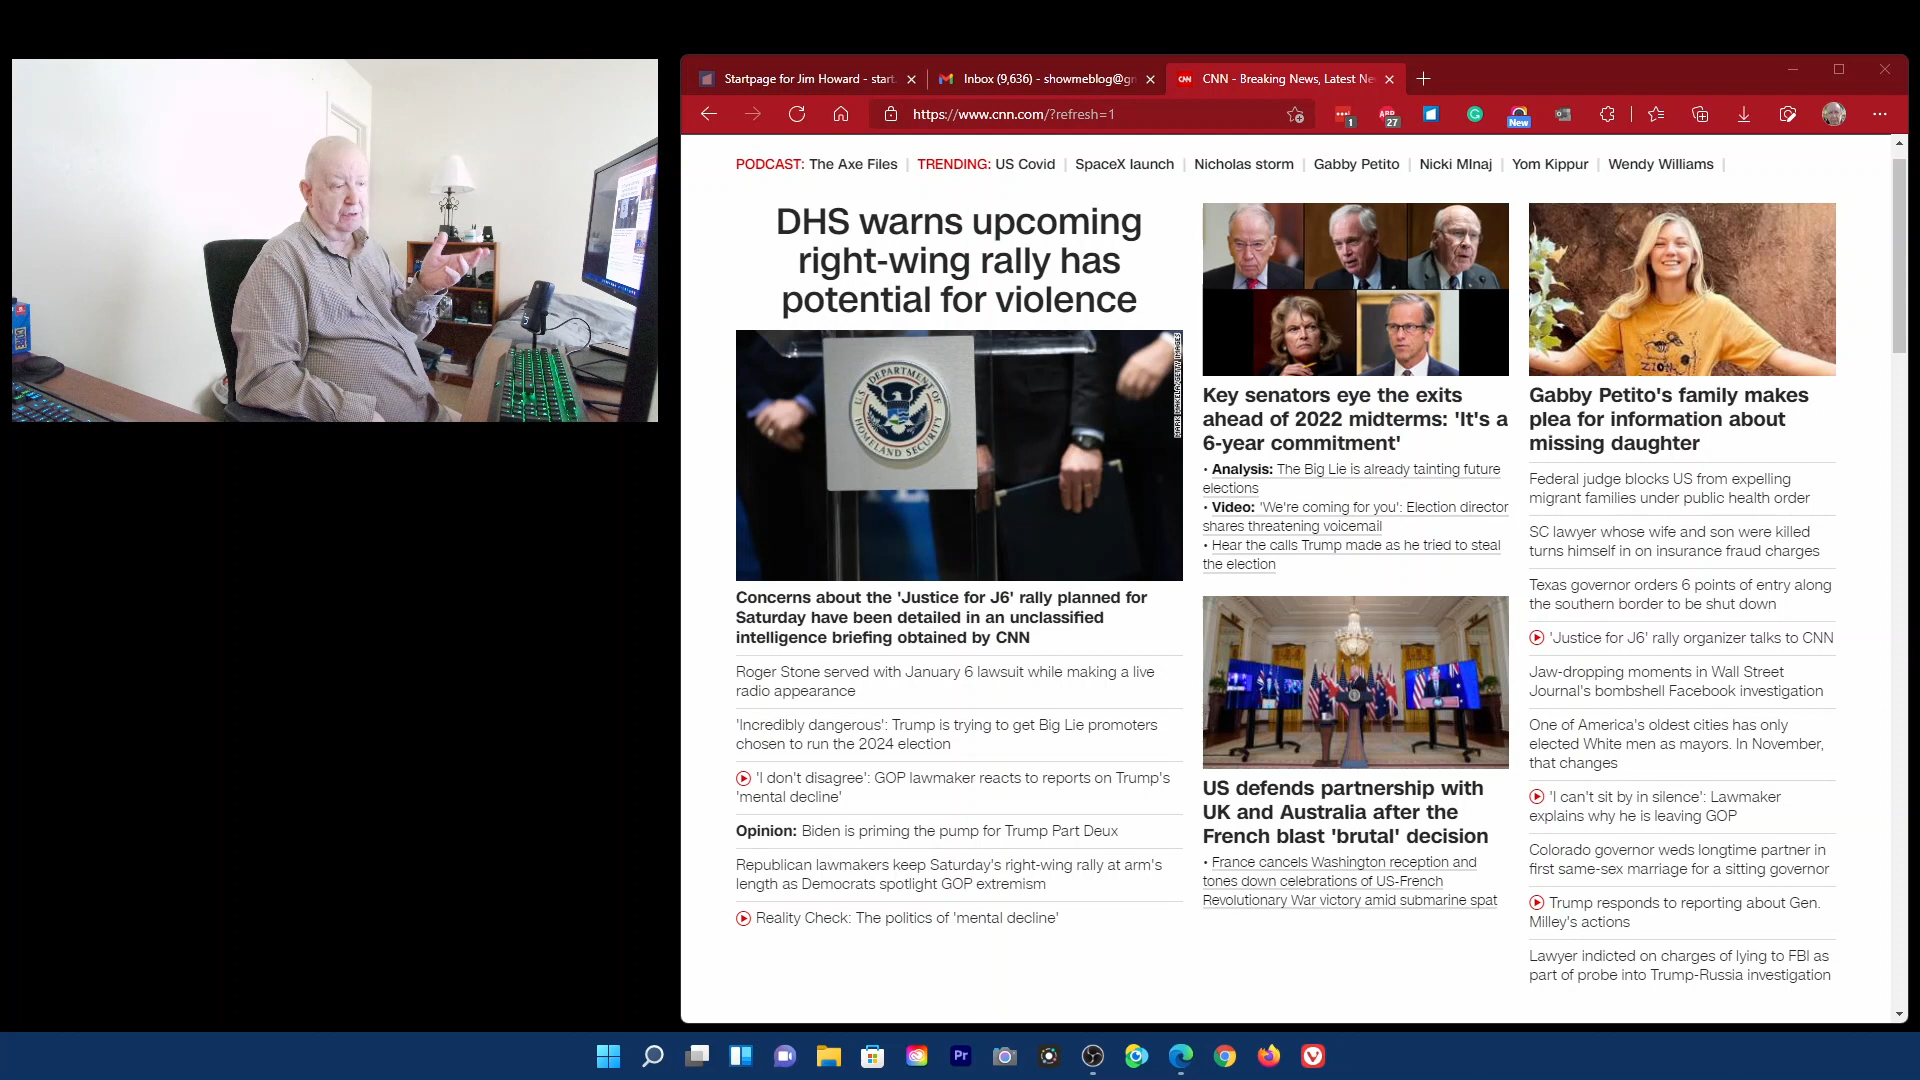 Startpage for Jim Howard - start.
Inbox (9,636) - showmeblog@gm
CNN - Breaking News, Latest Ne
https://www.cnn.com/?refresh=1
1
27
New
PODCAST: The Axe Files | TRENDING: US Covid | SpaceX launch | Nicholas storm | Gabby Petito | Nicki MInaj | Yom Kippur | Wendy Williams |
DHS warns upcoming
right-wing rally has
potential for violence
MARK MAKELA/GETTY IMAGES
U.S. DEPARTMENT OF
HOMELAND SECURITY
Concerns about the 'Justice for J6' rally planned for
Saturday have been detailed in an unclassified
intelligence briefing obtained by CNN
Roger Stone served with January 6 lawsuit while making a live
radio appearance
'Incredibly dangerous': Trump is trying to get Big Lie promoters
chosen to run the 2024 election
'I don't disagree': GOP lawmaker reacts to reports on Trump's
'mental decline'
Opinion: Biden is priming the pump for Trump Part Deux
Republican lawmakers keep Saturday's right-wing rally at arm's
length as Democrats spotlight GOP extremism
Reality Check: The politics of 'mental decline'
Key senators eye the exits
ahead of 2022 midterms: 'It's a
6-year commitment'
• Analysis: The Big Lie is already tainting future
elections
• Video: 'We're coming for you': Election director
shares threatening voicemail
• Hear the calls Trump made as he tried to steal
the election
US defends partnership with
UK and Australia after the
French blast 'brutal' decision
• France cancels Washington reception and
tones down celebrations of US-French
Revolutionary War victory amid submarine spat
ZION
Gabby Petito's family makes
plea for information about
missing daughter
Federal judge blocks US from expelling
migrant families under public health order
SC lawyer whose wife and son were killed
turns himself in on insurance fraud charges
Texas governor orders 6 points of entry along
the southern border to be shut down
'Justice for J6' rally organizer talks to CNN
Jaw-dropping moments in Wall Street
Journal's bombshell Facebook investigation
One of America's oldest cities has only
elected White men as mayors. In November,
that changes
'I can't sit by in silence': Lawmaker
explains why he is leaving GOP
Colorado governor weds longtime partner in
first same-sex marriage for a sitting governor
Trump responds to reporting about Gen.
Milley's actions
Lawyer indicted on charges of lying to FBI as
part of probe into Trump-Russia investigation
Pr